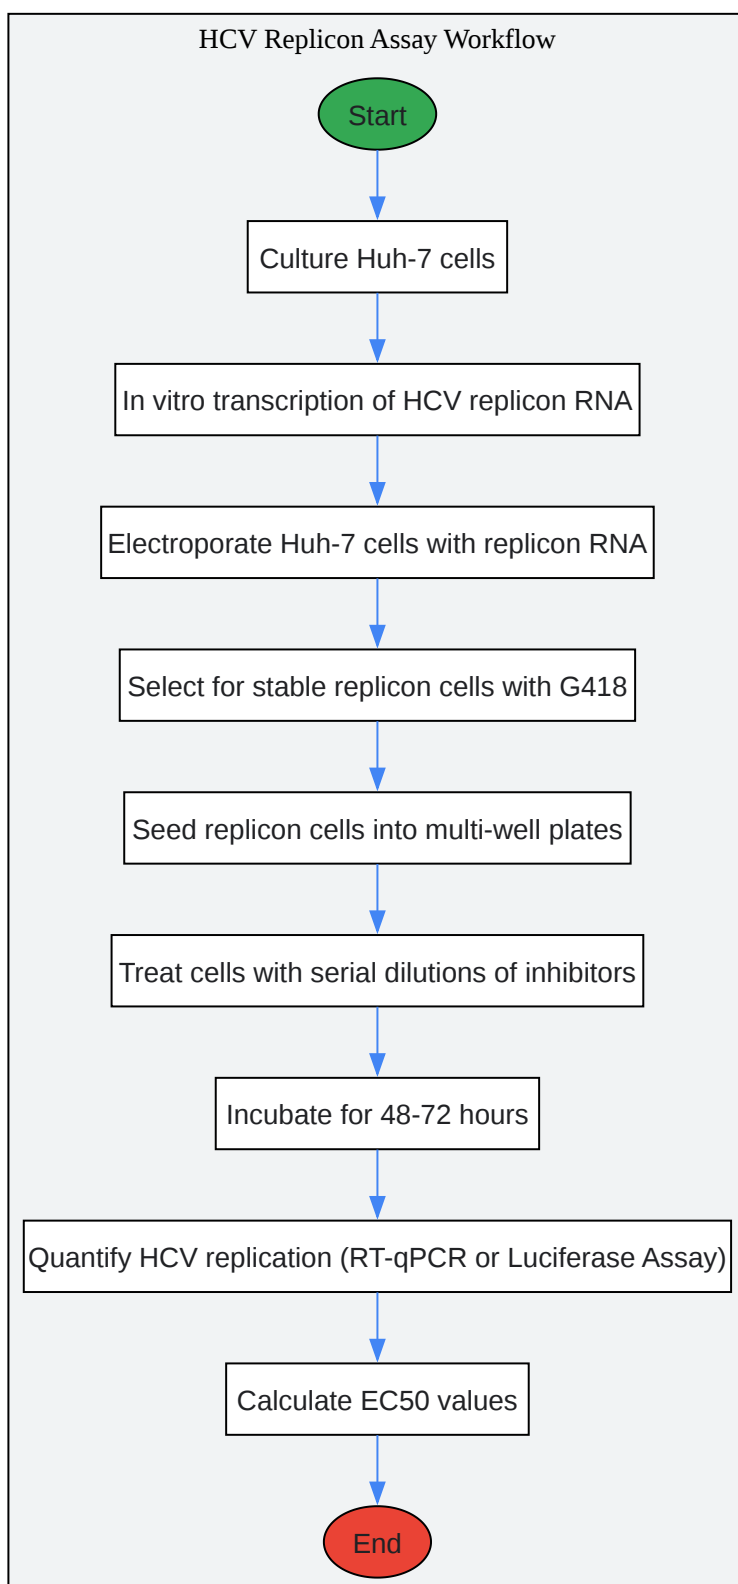 HCV Replicon Assay Workflow
Start
Culture Huh-7 cells
In vitro transcription of HCV replicon RNA
Electroporate Huh-7 cells with replicon RNA
Select for stable replicon cells with G418
Seed replicon cells into multi-well plates
Treat cells with serial dilutions of inhibitors
Incubate for 48-72 hours
Quantify HCV replication (RT-qPCR or Luciferase Assay)
Calculate EC50 values
End